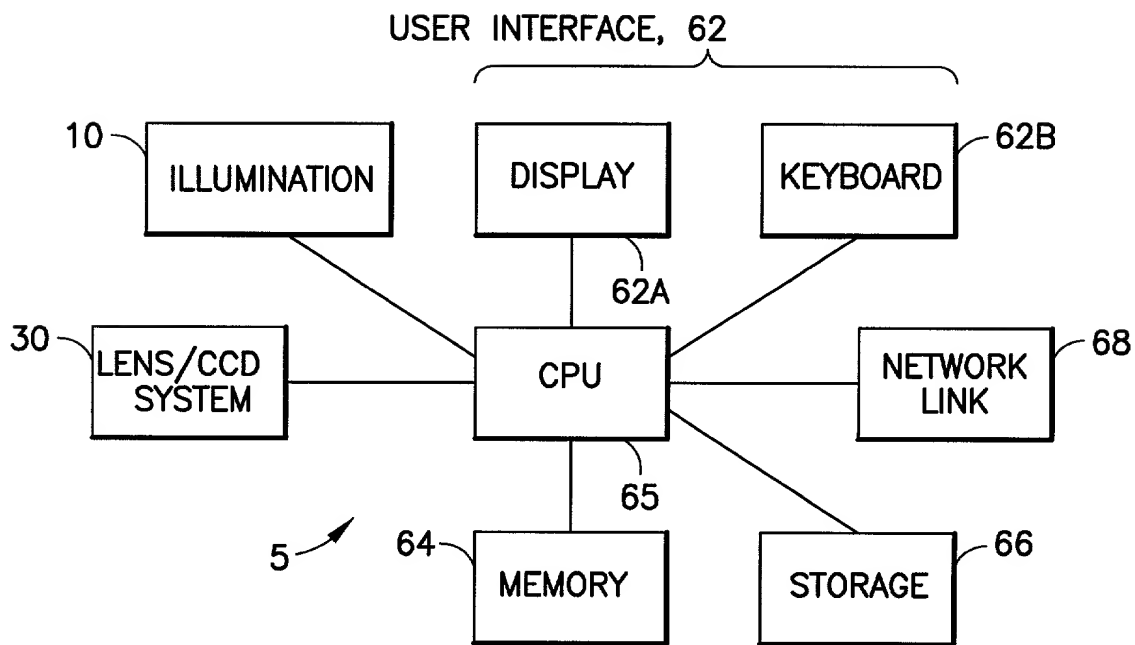 USER INTERFACE, 62
10
ILLUMINATION
DISPLAY
KEYBOARD
62B
62A
30
LENS/CCD
SYSTEM
CPU
NETWORK
LINK
68
65
5
64
MEMORY
STORAGE
66